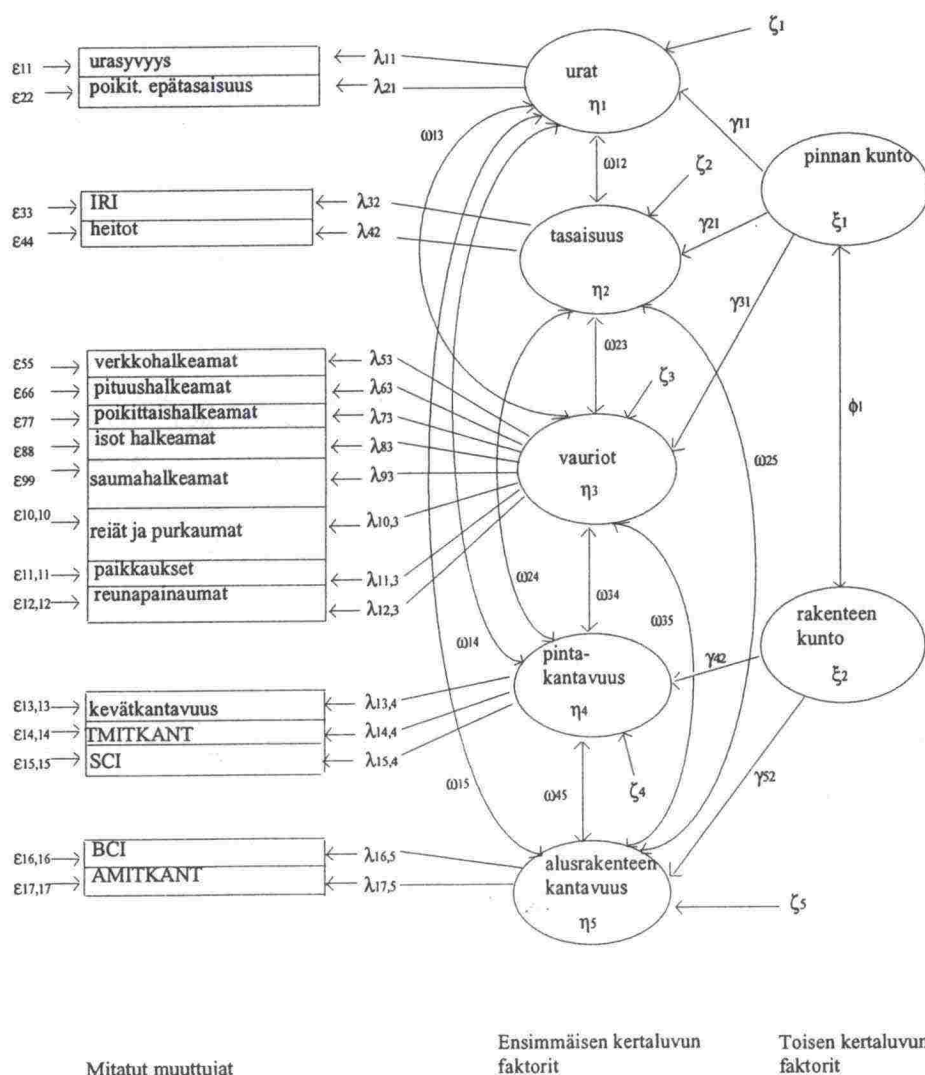 ζ1
ε11 urasyvyys λ11 urat
ε22 poikit. epätasaisuus λ21 η1
ω13 γ11
ω12 ζ2 pinnan kunto
ε33 IRI λ32 γ21 ξ1
ε44 heitot λ42 tasaisuus
η2
γ31
ω23
ε55 verkkohalkeamat λ53
ε66 pituushalkeamat λ63 ζ3
ε77 poikittaishalkeamat λ73 ϕ1
ε88 isot halkeamat λ83 vauriot ω25
ε99 saumahalkeamat λ93 η3
ε10,10 reiät ja purkaumat λ10,3
ε11,11 paikkaukset λ11,3 ω24
ε12,12 reunapainaumat λ12,3 ω34 ω35 rakenteen
kunto
ω14 pinta-
kantavuus γ42 ξ2
ε13,13 kevätkantavuus λ13,4 η4
ε14,14 TMITKANT λ14,4
ε15,15 SCI λ15,4
ω15 ω45 ζ4 γ52
ε16,16 BCI λ16,5 alusrakenteen
ε17,17 AMITKANT λ17,5 kantavuus
η5 ζ5
Mitatut muuttujat
Ensimmäisen kertaluvun
faktorit
Toisen kertaluvun
faktorit